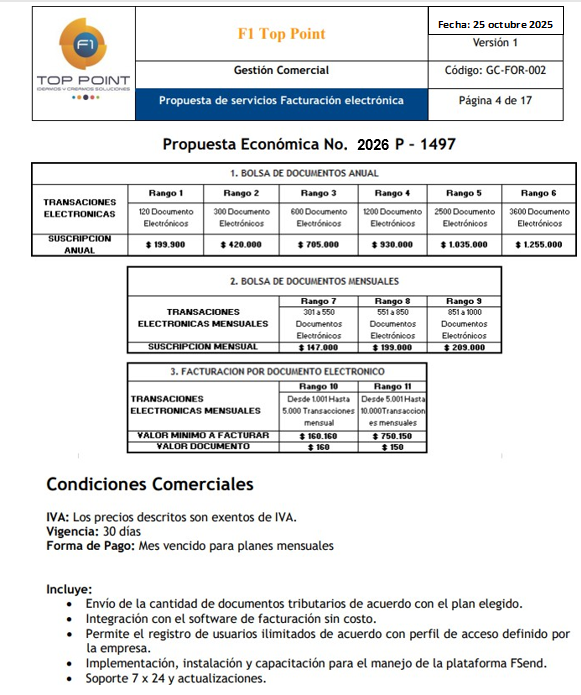 F1
TOP POINT
IDEAMOS Y CREAMOS SOLUCIONES
F1 Top Point
Fecha: 25 octubre 2025
Versión 1
Gestión Comercial
Código: GC-FOR-002
Propuesta de servicios Facturación electrónica
Página 4 de 17
Propuesta Económica No. 2026 P - 1497
1. BOLSA DE DOCUMENTOS ANUAL
TRANSACIONES ELECTRONICAS
Rango 1 Rango 2 Rango 3 Rango 4 Rango 5 Rango 6
120 Documento 300 Documento 600 Documento 1200 Documento 2500 Documento 3600 Documento
Electrónicos Electrónicos Electrónicos Electrónicos Electrónicos Electrónicos
SUSCRIPCION ANUAL
$ 199.900 $ 420.000 $ 705.000 $ 930.000 $ 1.035.000 $ 1.255.000
2. BOLSA DE DOCUMENTOS MENSUALES
TRANSACIONES
ELECTRONICAS MENSUALES
Rango 7 Rango 8 Rango 9
301 a 550 551 a 850 851 a 1000
Documentos Documentos Documentos
Electrónicos Electrónicos Electrónicos
SUSCRIPCION MENSUAL $ 147.000 $ 199.000 $ 209.000
3. FACTURACION POR DOCUMENTO ELECTRONICO
TRANSACIONES
ELECTRONICAS MENSUALES
Rango 10 Rango 11
Desde 1.001 Hasta Desde 5.001 Hasta
5.000 Transacciones 10.000Transaccion
mensual es mensuales
VALOR MINIMO A FACTURAR $ 160.160 $ 750.150
VALOR DOCUMENTO $ 160 $ 150
Condiciones Comerciales
IVA: Los precios descritos son exentos de IVA.
Vigencia: 30 días
Forma de Pago: Mes vencido para planes mensuales
Incluye:
• Envío de la cantidad de documentos tributarios de acuerdo con el plan elegido.
• Integración con el software de facturación sin costo.
• Permite el registro de usuarios ilimitados de acuerdo con perfil de acceso definido por
la empresa.
• Implementación, instalación y capacitación para el manejo de la plataforma FSend.
• Soporte 7 x 24 y actualizaciones.